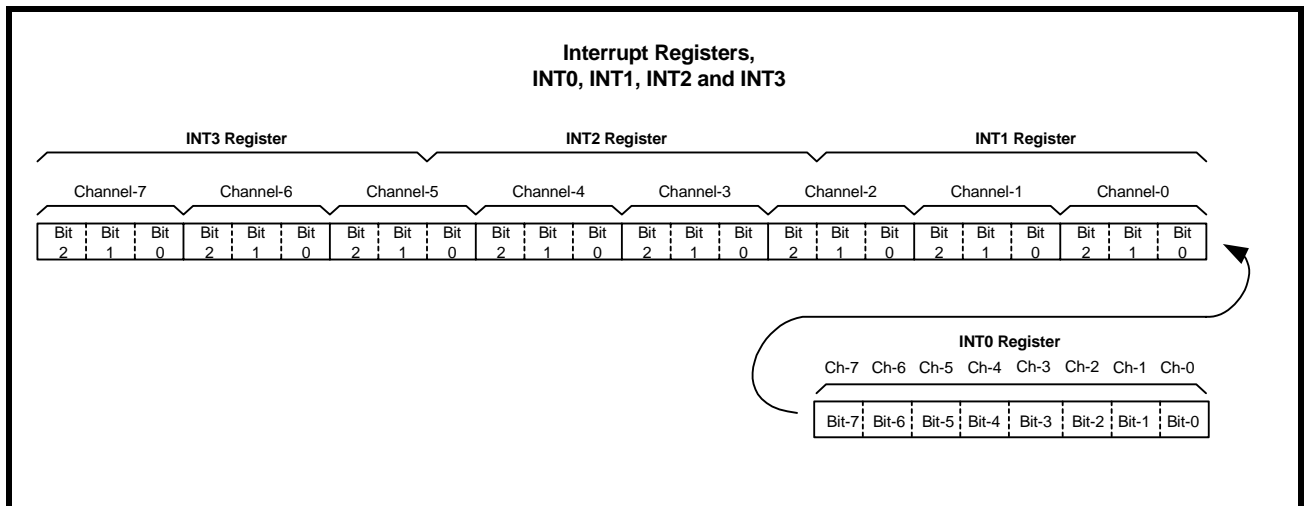 Interrupt Registers,
INT0, INT1, INT2 and INT3
INT3 Register INT2 Register INT1 Register
Channel-7 Channel-6 Channel-5 Channel-4 Channel-3 Channel-2 Channel-1 Channel-0
Bit Bit Bit Bit Bit Bit Bit Bit Bit Bit Bit Bit Bit Bit Bit Bit Bit Bit Bit Bit Bit Bit Bit Bit
2 1 0 2 1 0 2 1 0 2 1 0 2 1 0 2 1 0 2 1 0 2 1 0
INT0 Register
Ch-7 Ch-6 Ch-5 Ch-4 Ch-3 Ch-2 Ch-1 Ch-0
Bit-7 Bit-6 Bit-5 Bit-4 Bit-3 Bit-2 Bit-1 Bit-0